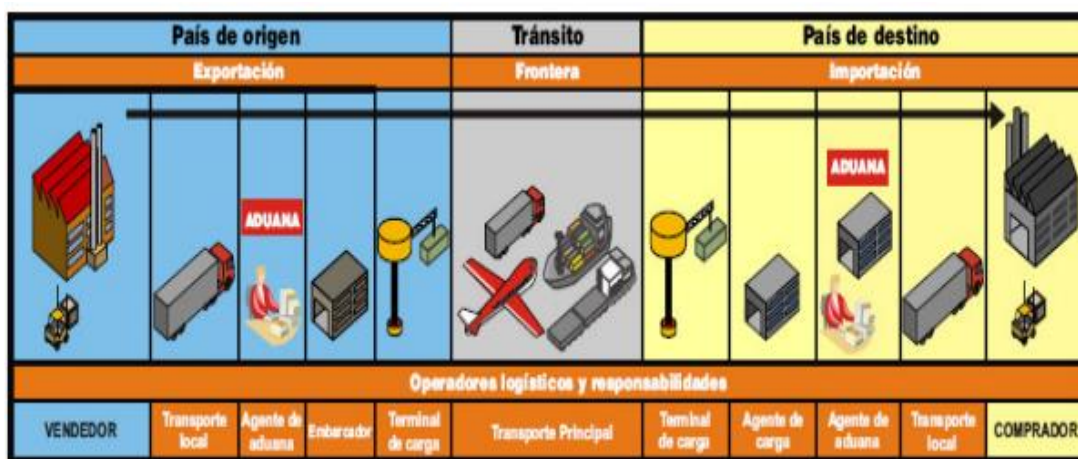 País de origen
Tránsito
País de destino
Exportación
Frontera
Importación
ADUANA
ADUANA
Operadores logísticos y responsabilidades
VENDEDOR
Transporte
local
Agente de
aduana
Embarcador
Terminal
de carga
Transporte Principal
Terminal
de carga
Agente de
carga
Agente de
aduana
Transporte
local
COMPRADOR